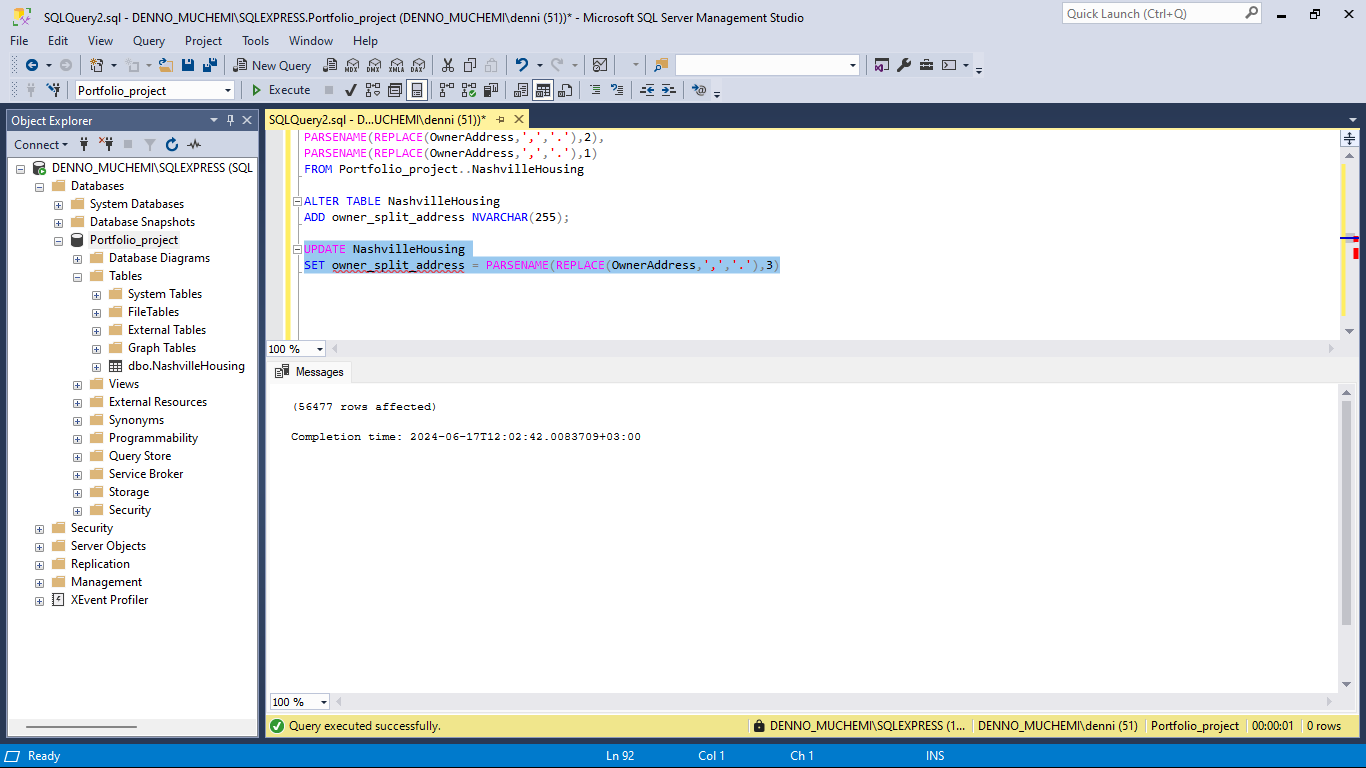 SQLQuery2.sql - DENNO_MUCHEMI\SQLEXPRESS.Portfolio_project (DENNO_MUCHEMI\denni (51))* - Microsoft SQL Server Management Studio
Quick Launch (Ctrl+Q)
File Edit View Query Project Tools Window Help
New Query
MDX DMX XMLA DAX
Portfolio_project
Execute
Object Explorer
Connect
DENNO_MUCHEMI\SQLEXPRESS (SQL
Databases
System Databases
Database Snapshots
Portfolio_project
Database Diagrams
Tables
System Tables
FileTables
External Tables
Graph Tables
dbo.NashvilleHousing
Views
External Resources
Synonyms
Programmability
Query Store
Service Broker
Storage
Security
Security
Server Objects
Replication
Management
XEvent Profiler
SQLQuery2.sql - D...UCHEMI\denni (51))*
PARSENAME(REPLACE(OwnerAddress,',','.'),2),
PARSENAME(REPLACE(OwnerAddress,',','.'),1)
FROM Portfolio_project..NashvilleHousing
ALTER TABLE NashvilleHousing
ADD owner_split_address NVARCHAR(255);
UPDATE NashvilleHousing
SET owner_split_address = PARSENAME(REPLACE(OwnerAddress,',','.'),3)
100 %
Messages
(56477 rows affected)
Completion time: 2024-06-17T12:02:42.0083709+03:00
100 %
Query executed successfully.
DENNO_MUCHEMI\SQLEXPRESS (1... DENNO_MUCHEMI\denni (51) Portfolio_project 00:00:01 0 rows
Ready Ln 92 Col 1 Ch 1 INS